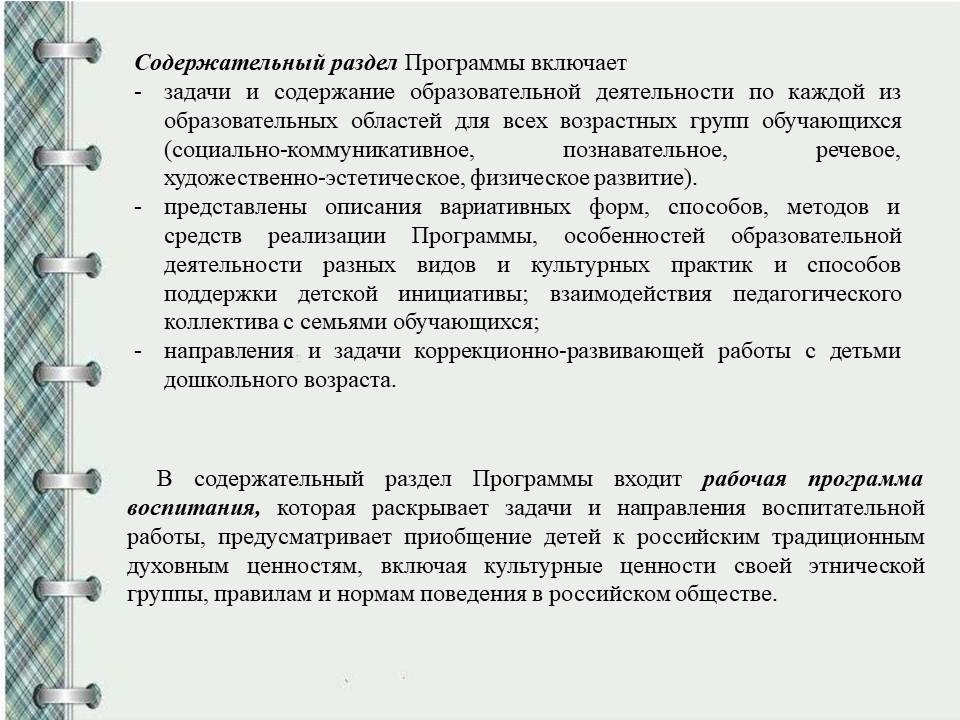 Содержательный раздел Программы включает
- задачи и содержание образовательной деятельности по каждой из
образовательных областей для всех возрастных групп обучающихся
(социально-коммуникативное, познавательное, речевое,
художественно-эстетическое, физическое развитие).
- представлены описания вариативных форм, способов, методов и
средств реализации Программы, особенностей образовательной
деятельности разных видов и культурных практик и способов
поддержки детской инициативы; взаимодействия педагогического
коллектива с семьями обучающихся;
- направления и задачи коррекционно-развивающей работы с детьми
дошкольного возраста.
В содержательный раздел Программы входит рабочая программа
воспитания, которая раскрывает задачи и направления воспитательной
работы, предусматривает приобщение детей к российским традиционным
духовным ценностям, включая культурные ценности своей этнической
группы, правилам и нормам поведения в российском обществе.